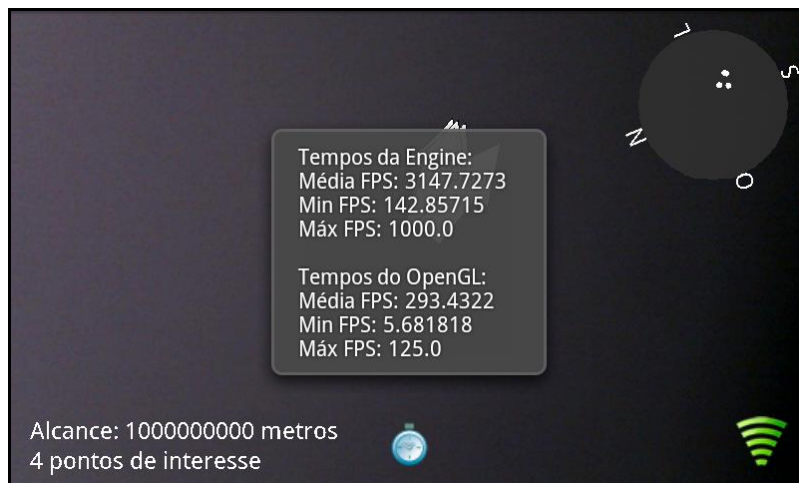 L
S
N
O
Tempos da Engine:
Média FPS: 3147.7273
Min FPS: 142.85715
Máx FPS: 1000.0
Tempos do OpenGL:
Média FPS: 293.4322
Min FPS: 5.681818
Máx FPS: 125.0
Alcance: 1000000000 metros
4 pontos de interesse